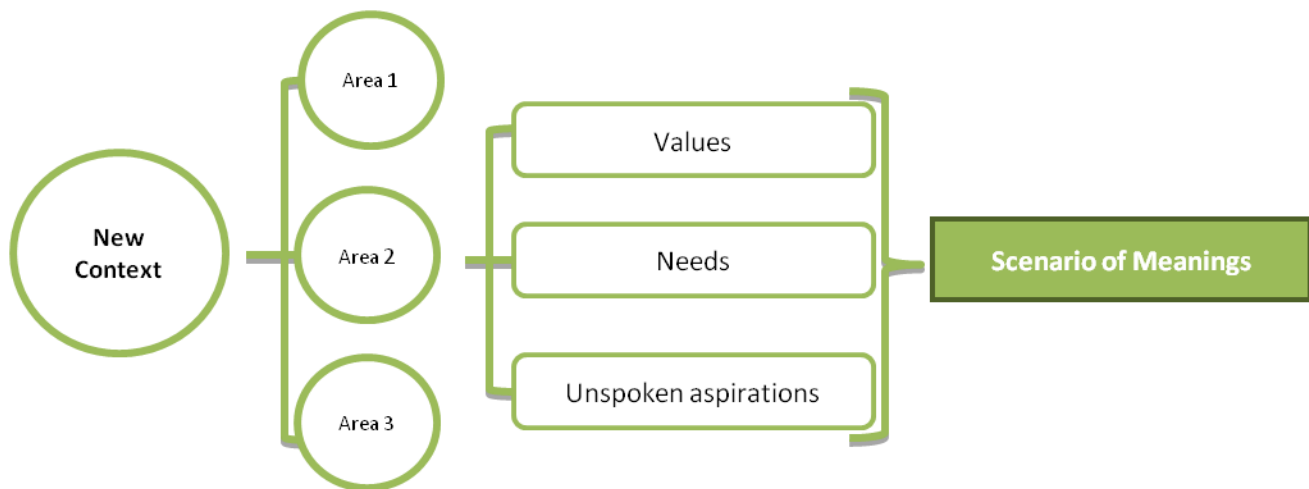 New
Context
Area 1
Area 2
Area 3
Values
Needs
Unspoken aspirations
Scenario of Meanings